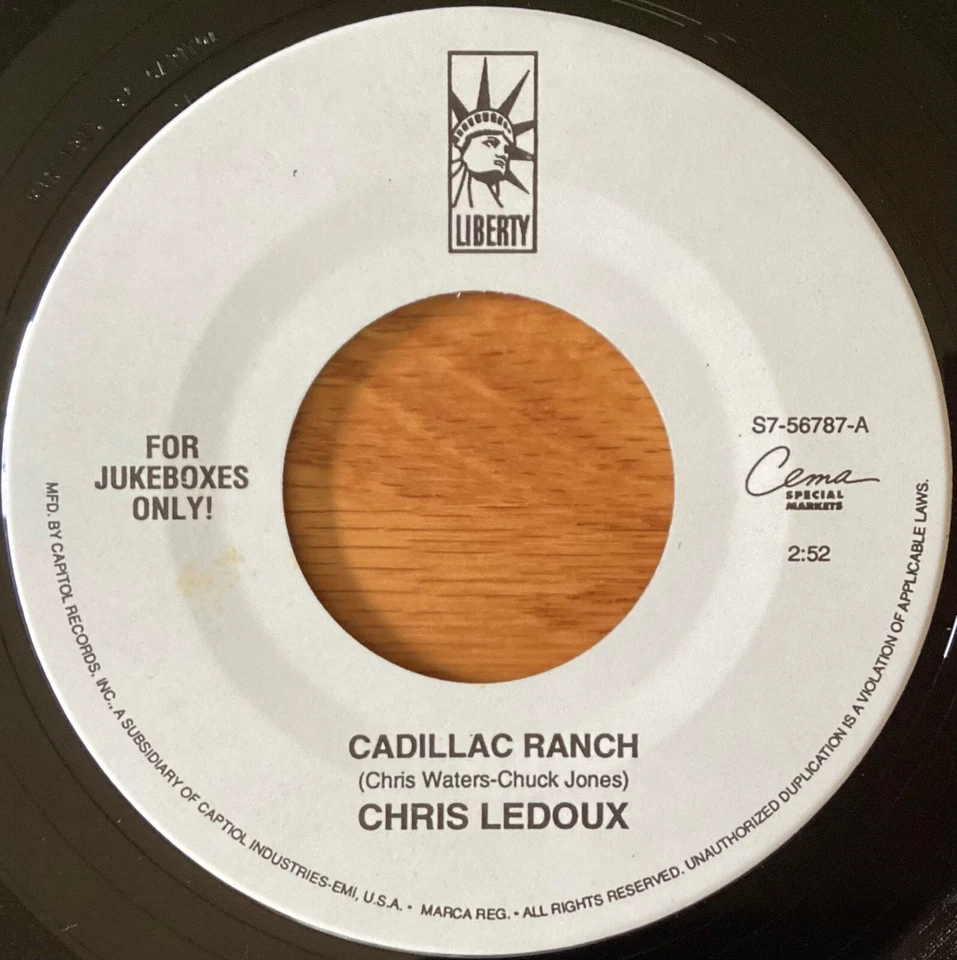 LIBERTY
FOR
JUKEBOXES
ONLY!
S7-56787-A
Cema
SPECIAL
MARKETS
2:52
CADILLAC RANCH
(Chris Waters-Chuck Jones)
CHRIS LEDOUX
MFD. BY CAPITOL RECORDS, INC., A SUBSIDIARY OF CAPTIOL INDUSTRIES-EMI, U.S.A. • MARCA REG. • ALL RIGHTS RESERVED. UNAUTHORIZED DUPLICATION IS A VIOLATION OF APPLICABLE LAWS.